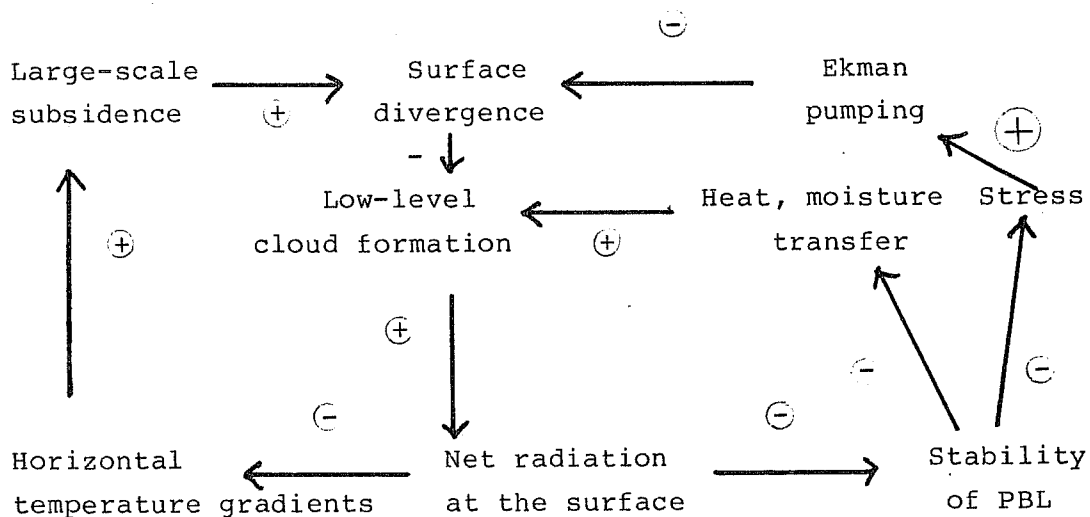 ⊖
Large-scale
subsidence
⊕
Surface
divergence
Ekman
pumping
⊕
-
Low-level
cloud formation
⊕
Heat, moisture
transfer
Stress
⊕
⊕
⊖
⊖
⊖
⊖
Horizontal
temperature gradients
Net radiation
at the surface
Stability
of PBL